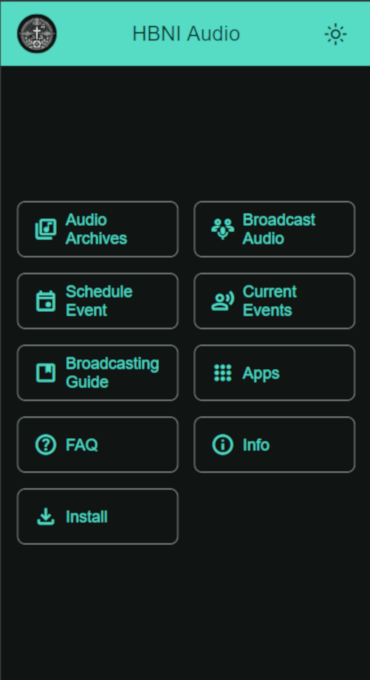 HBNI Audio
Audio
Archives
Broadcast
Audio
Schedule
Event
Current
Events
Broadcasting
Guide
Apps
FAQ
Info
Install